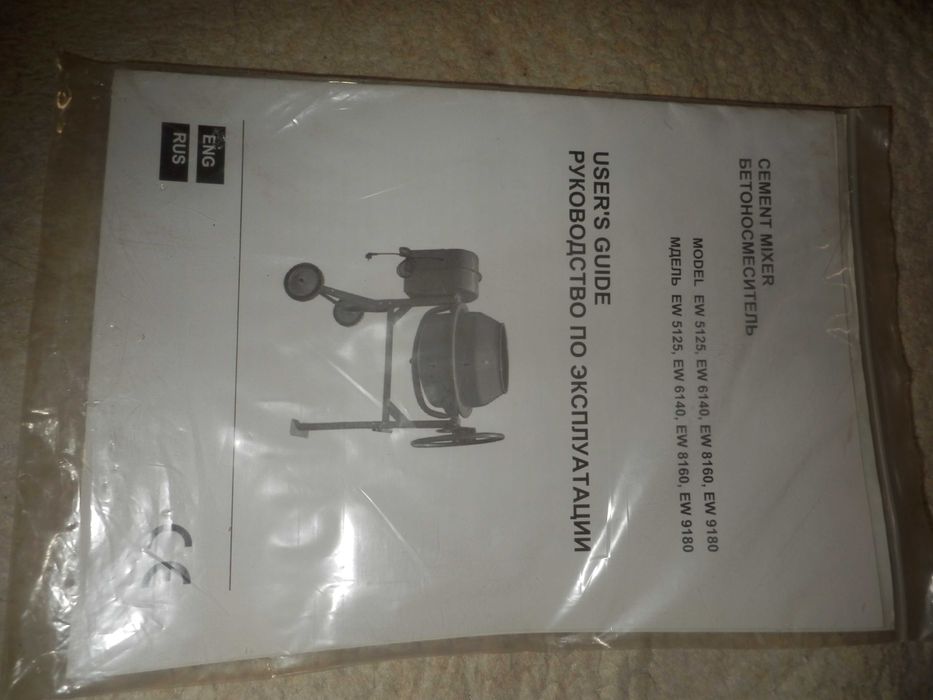 CEMENT MIXER
БЕТОНОСМЕСИТЕЛЬ
MODEL EW 5125, EW 6140, EW 8160, EW 9180
МДЕЛЬ EW 5125, EW 6140, EW 8160, EW 9180
USER'S GUIDE
РУКОВОДСТВО ПО ЭКСПЛУАТАЦИИ
ENG
RUS
CE